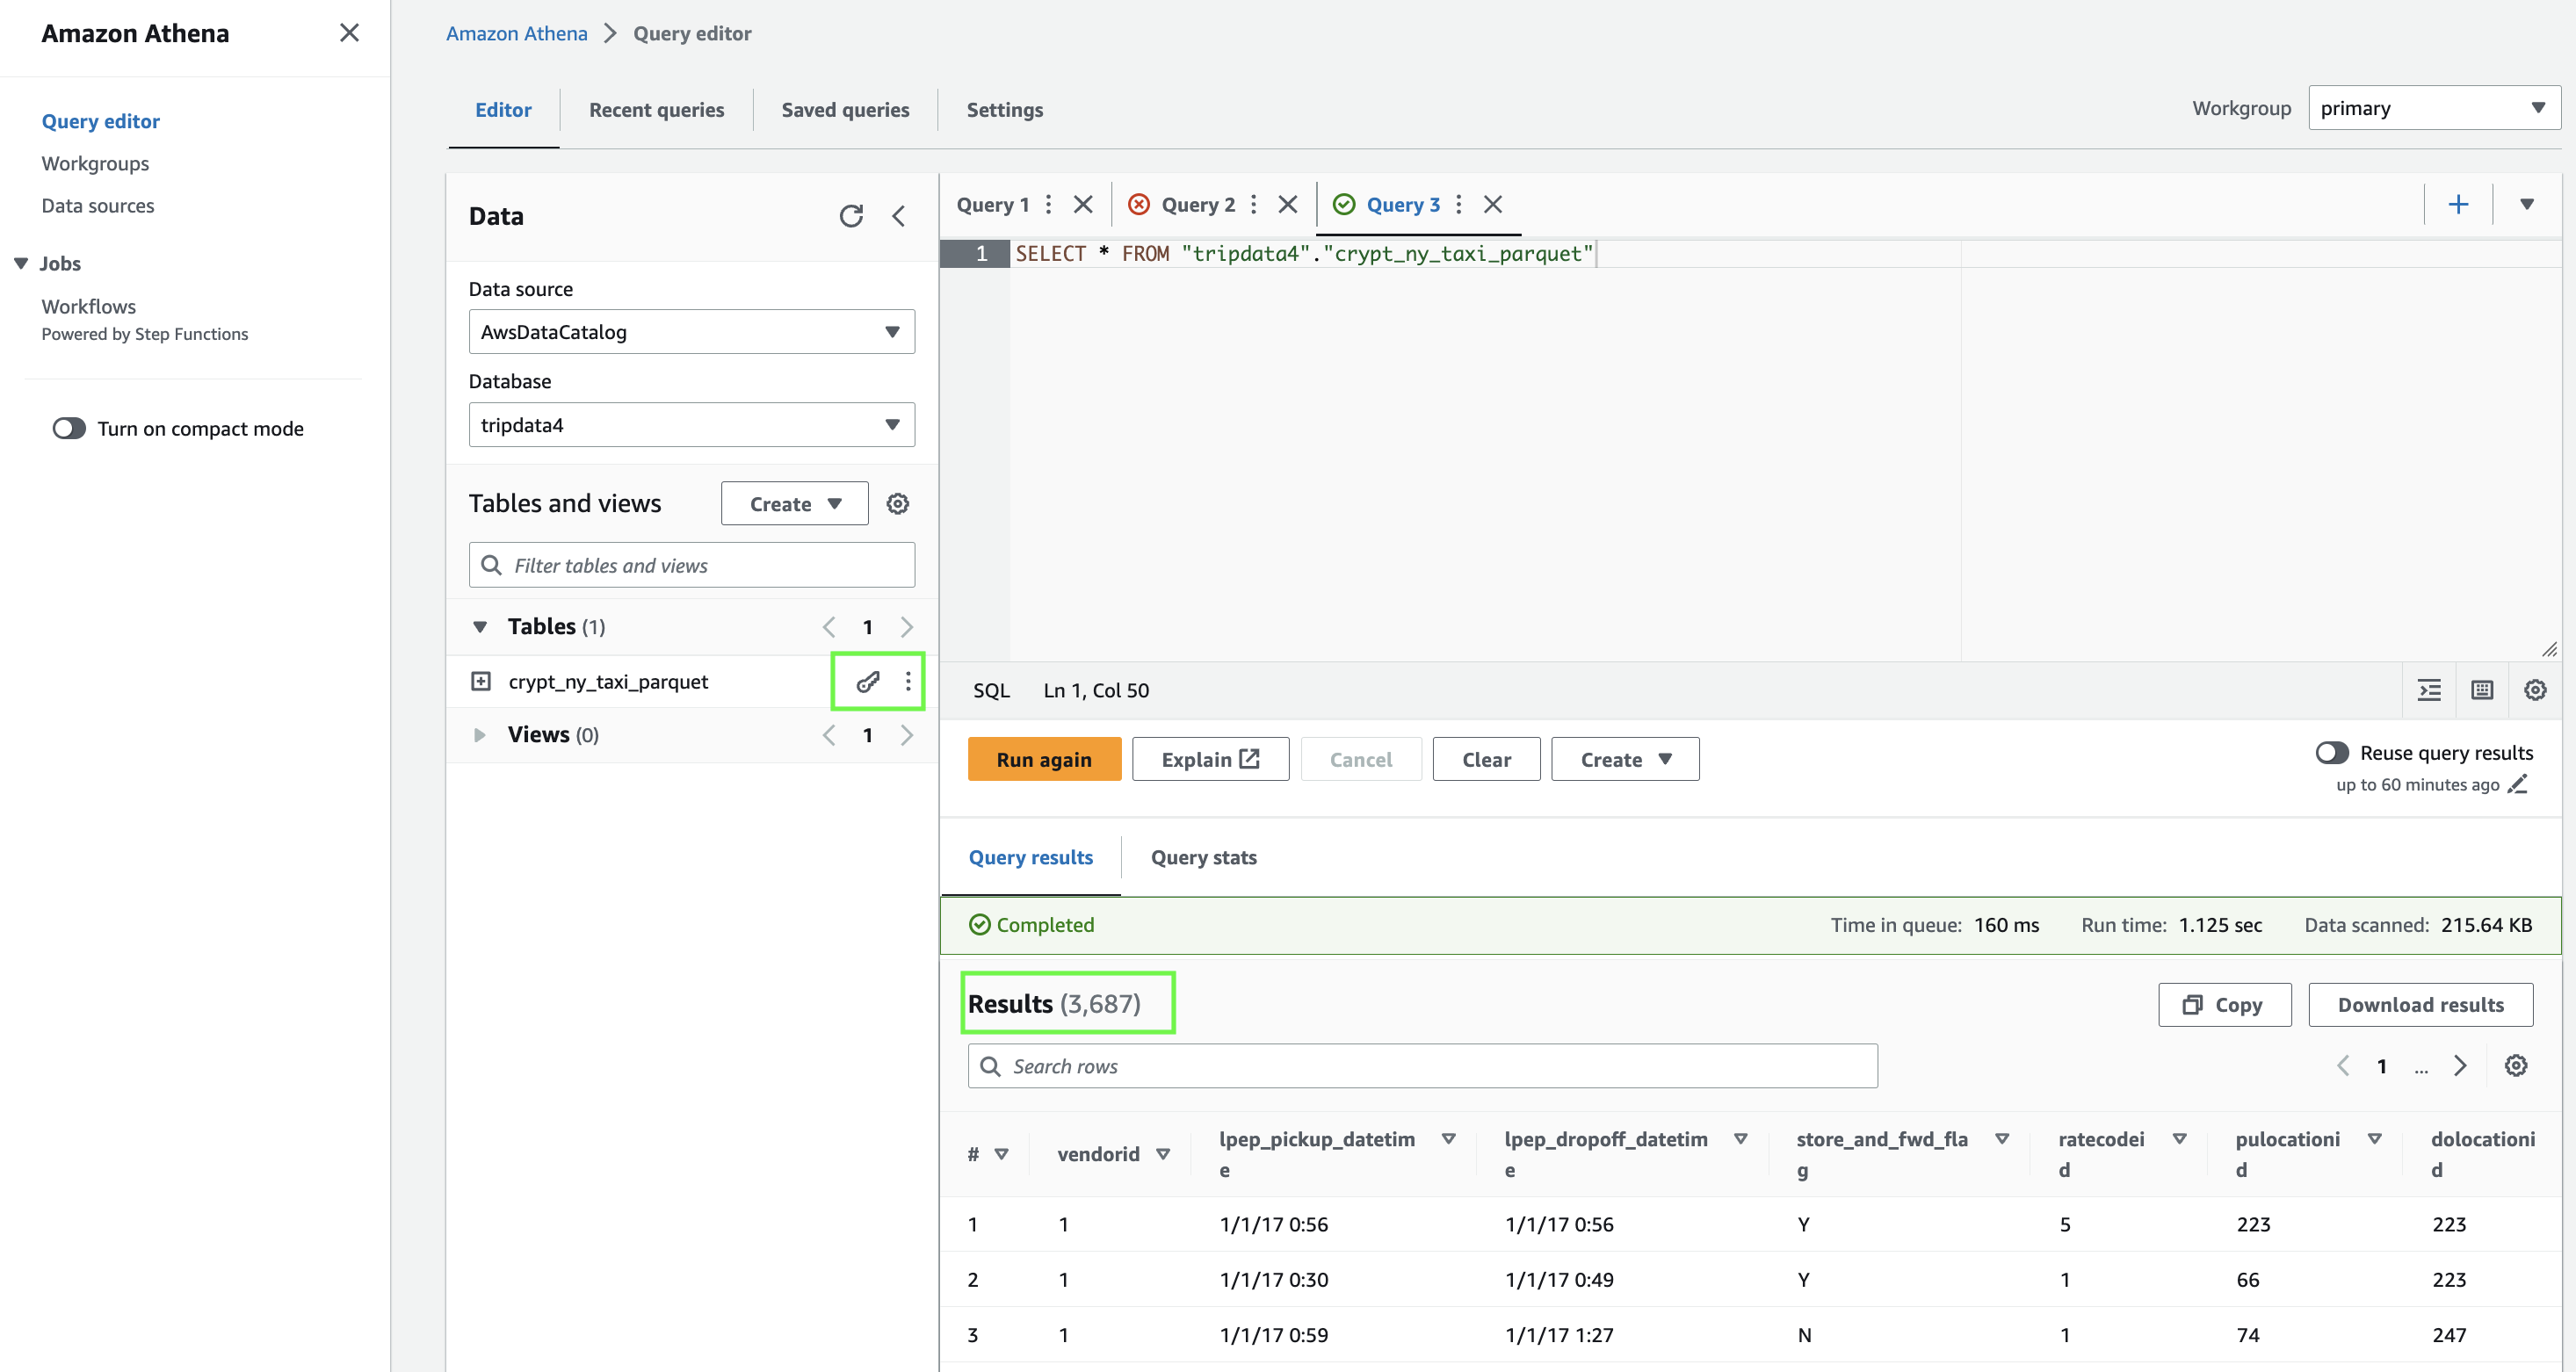 Amazon Athena
Query editor
Workgroups
Data sources
Jobs
Workflows
Powered by Step Functions
Turn on compact mode
Amazon Athena > Query editor
Editor
Recent queries
Saved queries
Settings
Workgroup
primary
Data
Data source
AwsDataCatalog
Database
tripdata4
Tables and views
Create
Filter tables and views
Tables (1)
1
crypt_ny_taxi_parquet
Views (0)
1
Query 1
Query 2
Query 3
1 SELECT * FROM "tripdata4"."crypt_ny_taxi_parquet"
SQL Ln 1, Col 50
Run again
Explain
Cancel
Clear
Create
Reuse query results
up to 60 minutes ago
Query results
Query stats
Completed
Time in queue: 160 ms
Run time: 1.125 sec
Data scanned: 215.64 KB
Results (3,687)
Copy
Download results
Search rows
1 ...
# vendorid lpep_pickup_datetim lpep_dropoff_datetim store_and_fwd_fla ratecodei pulocationi dolocationi
e e g d d d
1 1 1/1/17 0:56 1/1/17 0:56 Y 5 223 223
2 1 1/1/17 0:30 1/1/17 0:49 Y 1 66 223
3 1 1/1/17 0:59 1/1/17 1:27 N 1 74 247